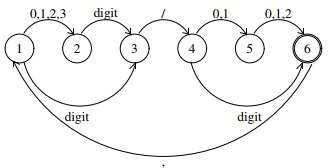 0,1,2,3 digit / 0,1 0,1,2
1 2 3 4 5 6
digit digit